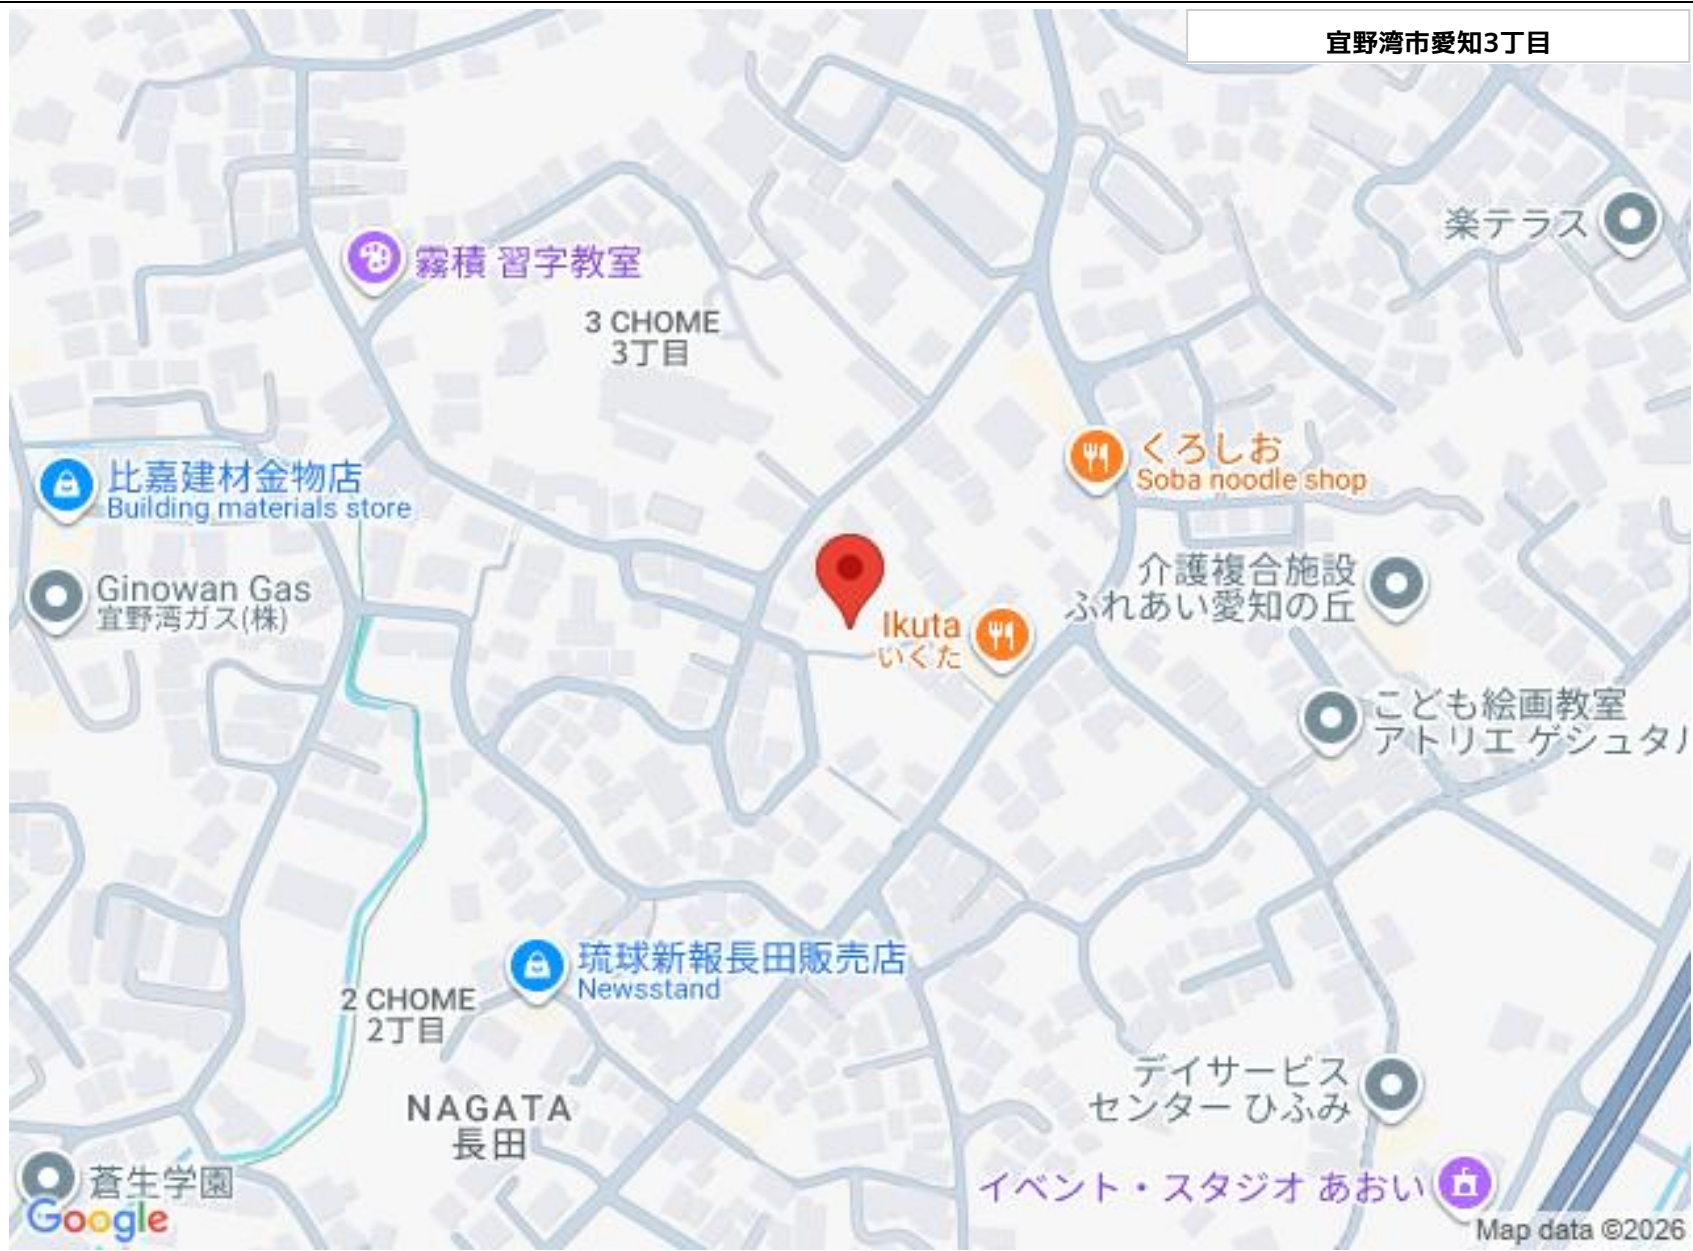 宜野湾市愛知3丁目
楽テラス
霧積 習字教室
3 CHOME
3丁目
くろしお
Soba noodle shop
比嘉建材金物店
Building materials store
介護複合施設
ふれあい愛知の丘
Ginowan Gas
宜野湾ガス(株)
Ikuta
いくた
こども絵画教室
アトリエ ゲシュタル
琉球新報長田販売店
Newsstand
2 CHOME
2丁目
デイサービス
センター ひふみ
NAGATA
長田
蒼生学園
イベント・スタジオ あおい
Google
Map data ©2026